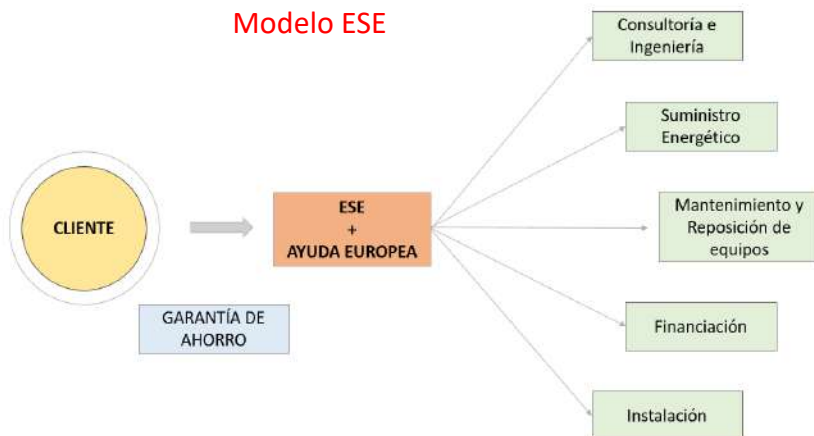 Modelo ESE
Consultoría e
Ingeniería
Suministro
Energético
CLIENTE
ESE
+
AYUDA EUROPEA
Mantenimiento y
Reposición de
equipos
GARANTÍA DE
AHORRO
Financiación
Instalación